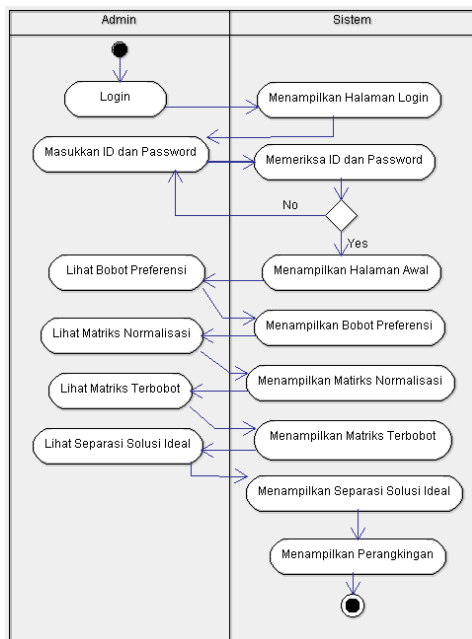 Admin
Sistem
Login
Menampilkan Halaman Login
Masukkan ID dan Password
Memeriksa ID dan Password
No
Yes
Lihat Bobot Preferensi
Menampilkan Halaman Awal
Menampilkan Bobot Preferensi
Lihat Matriks Normalisasi
Menampilkan Matirks Normalisasi
Lihat Matriks Terbobot
Menampilkan Matriks Terbobot
Lihat Separasi Solusi Ideal
Menampilkan Separasi Solusi Ideal
Menampilkan Perangkingan